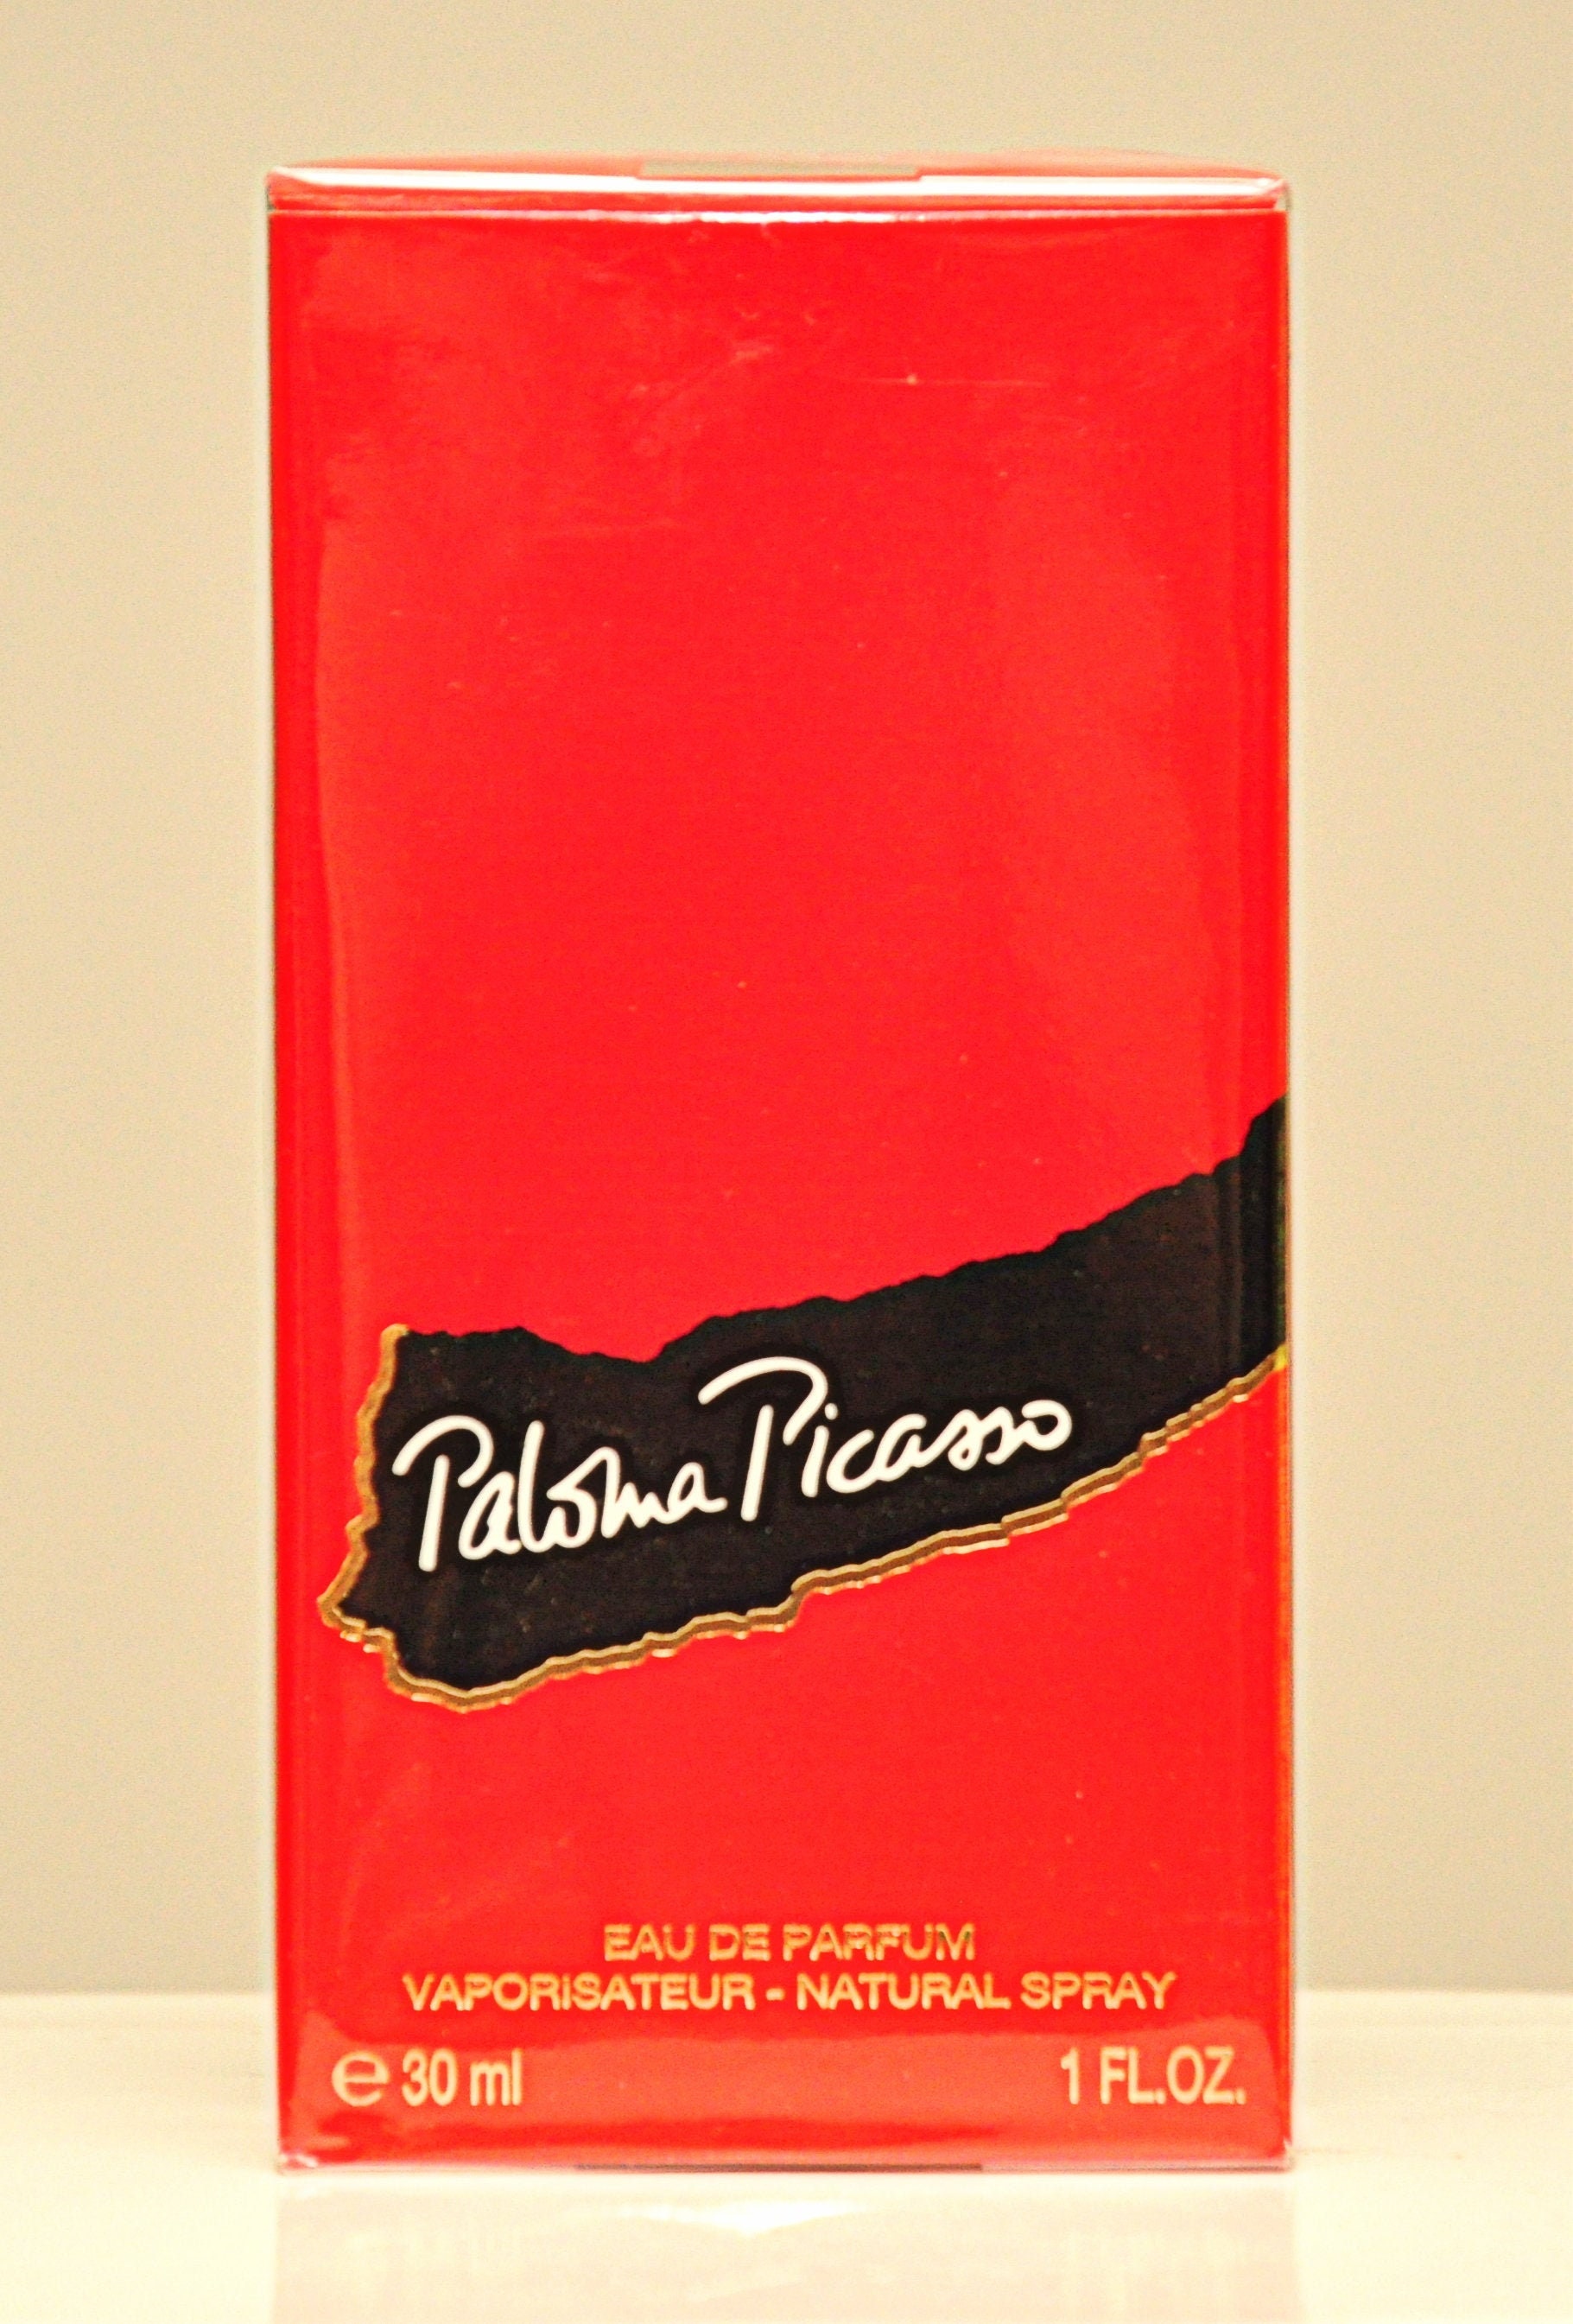 Paloma Picasso
EAU DE PARFUM
VAPORISATEUR - NATURAL SPRAY
℮ 30 ml 1 FL.OZ.